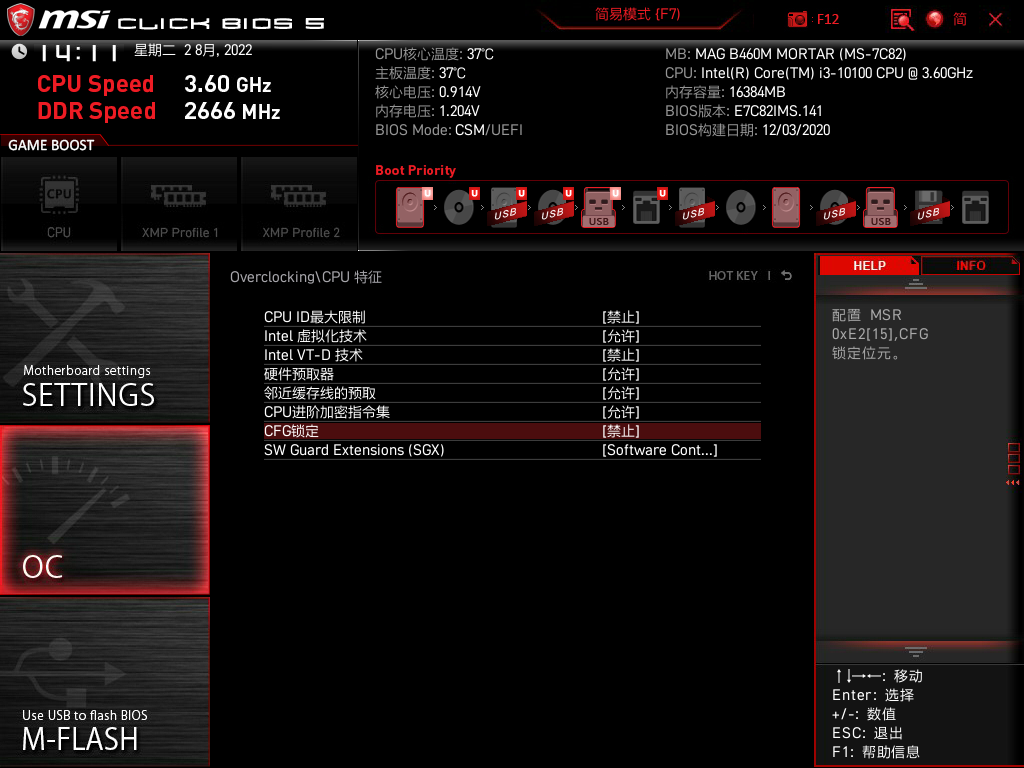 msi CLICK BIOS 5
简易模式 (F7)
F12
简
14:11 星期二 2 8月, 2022
CPU Speed 3.60 GHz
DDR Speed 2666 MHz
CPU核心温度: 37℃
主板温度: 37℃
核心电压: 0.914V
内存电压: 1.204V
BIOS Mode: CSM/UEFI
MB: MAG B460M MORTAR (MS-7C82)
CPU: Intel(R) Core(TM) i3-10100 CPU @ 3.60GHz
内存容量: 16384MB
BIOS版本: E7C82IMS.141
BIOS构建日期: 12/03/2020
GAME BOOST
CPU
CPU
XMP Profile 1
XMP Profile 2
Boot Priority
U U U USB U USB U USB U USB USB USB USB
Motherboard settings
SETTINGS
OC
Use USB to flash BIOS
M-FLASH
Overclocking\CPU 特征
HOT KEY |
CPU ID最大限制 [禁止]
Intel 虚拟化技术 [允许]
Intel VT-D 技术 [禁止]
硬件预取器 [允许]
邻近缓存线的预取 [允许]
CPU进阶加密指令集 [允许]
CFG锁定 [禁止]
SW Guard Extensions (SGX) [Software Cont...]
HELP
INFO
配置 MSR
0xE2[15],CFG
锁定位元。
↑↓→←: 移动
Enter: 选择
+/-: 数值
ESC: 退出
F1: 帮助信息